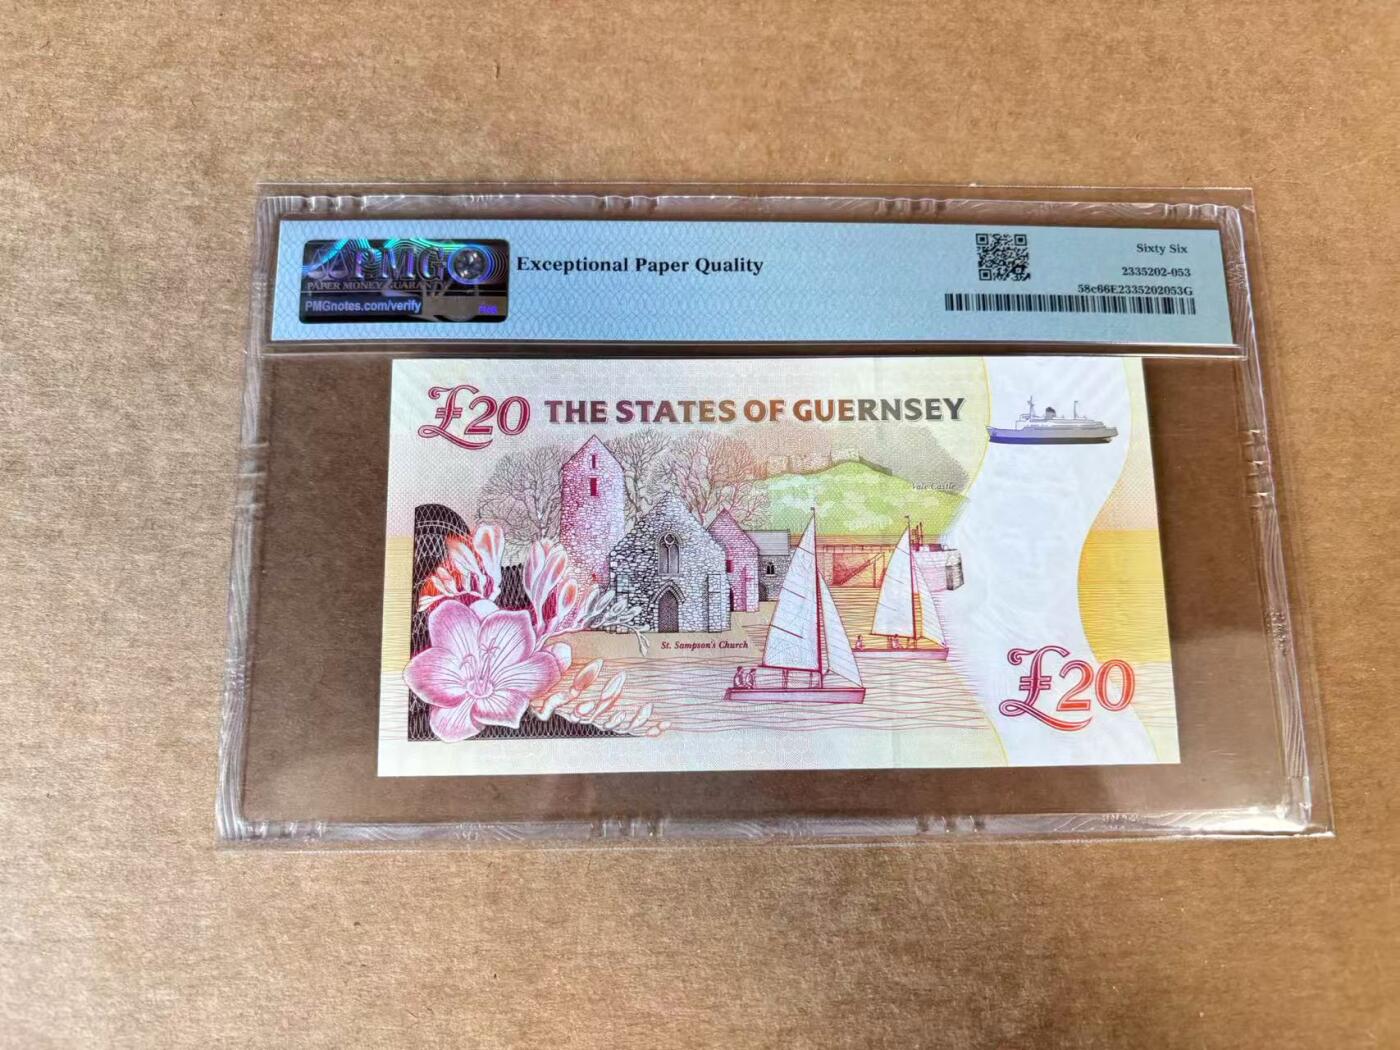 PMG
PAPER MONEY GUARANTY
PMGnotes.com/verify
PMG
Exceptional Paper Quality
Sixty Six
2335202-053
58c66E2335202053G
£20 THE STATES OF GUERNSEY
Vale Castle
St. Sampson's Church
£20